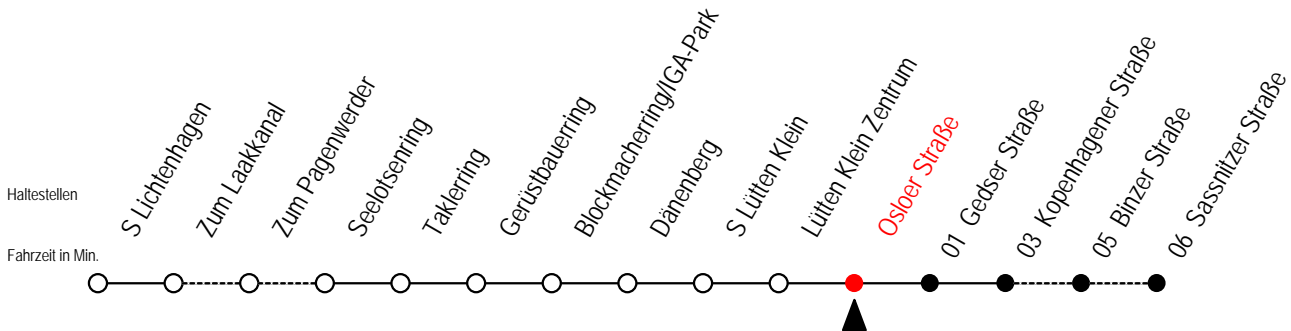 Haltestellen
Fahrzeit in Min.
S Lichtenhagen
Zum Laakkanal
Zum Pagenwerder
Seelotsenring
Taklerring
Gerüstbauerring
Blockmacherring/IGA-Park
Dänenberg
S Lütten Klein
Lütten Klein Zentrum
Osloer Straße
01 Gedser Straße
03 Kopenhagener Straße
05 Binzer Straße
06 Sassnitzer Straße